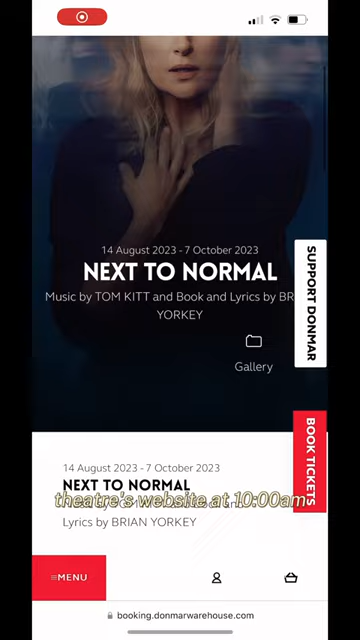 14 August 2023 - 7 October 2023
NEXT TO NORMAL
Music by TOM KITT and Book and Lyrics by BR
YORKEY
SUPPORT DONMAR
Gallery
BOOK TICKETS
14 August 2023 - 7 October 2023
NEXT TO NORMAL
theatre's website at 10:00am
Lyrics by BRIAN YORKEY
MENU
booking.donmarwarehouse.com